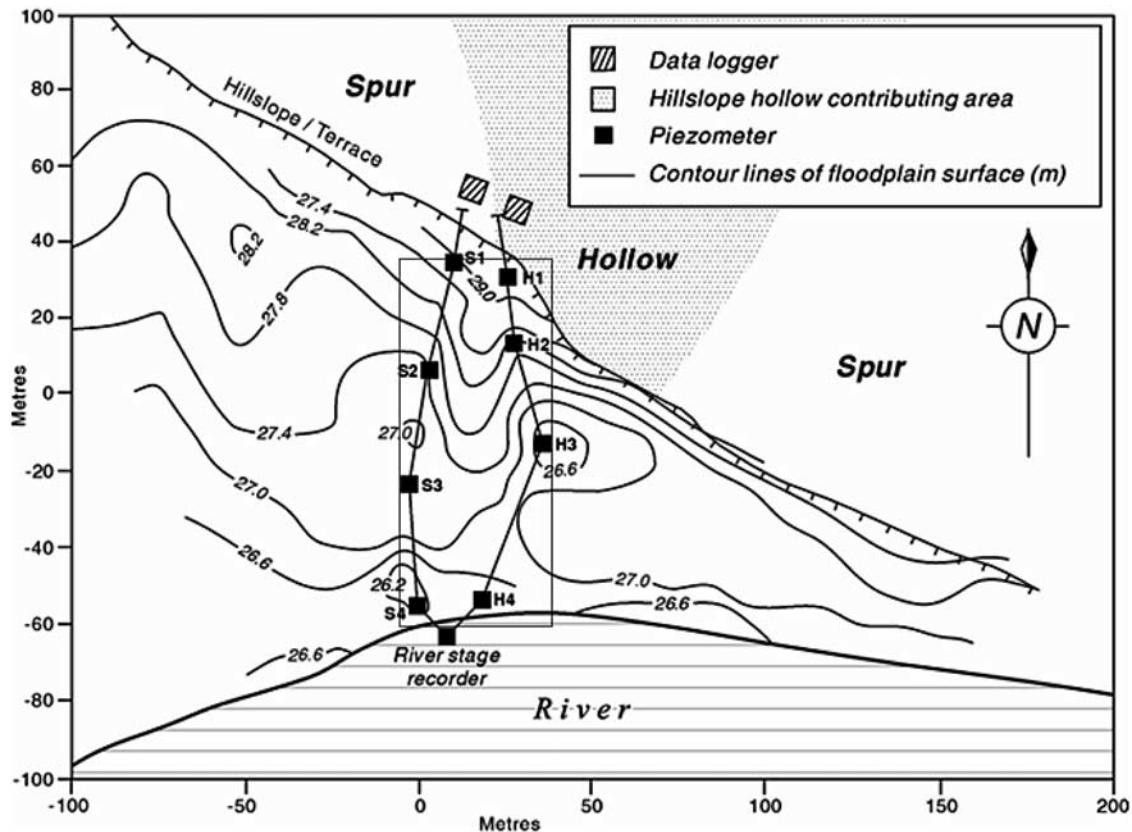 100
80
60
40
20
0
-20
-40
-60
-80
-100
Metres
-100
-50
0
50
100
150
200
Metres
Data logger
Hillslope hollow contributing area
Piezometer
Contour lines of floodplain surface (m)
Spur
Hillslope / Terrace
27.4
28.2
28.2
27.8
S1
29.0
H1
Hollow
N
H2
S2
Spur
27.4
27.0
H3
26.6
27.0
S3
26.6
26.2
27.0
S4
H4
26.6
26.6
River stage
recorder
River